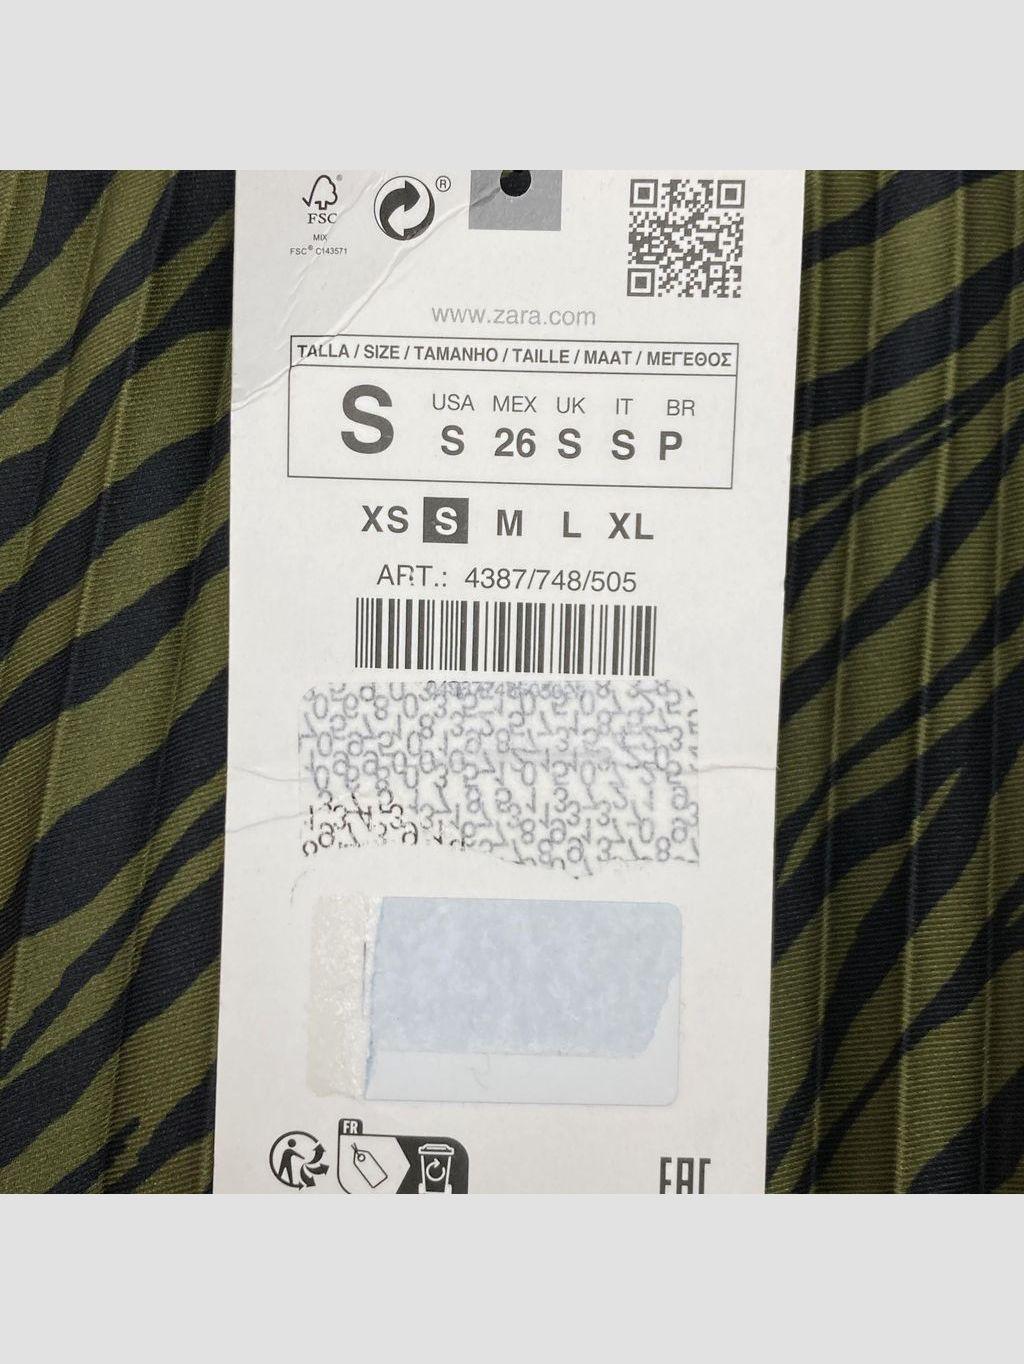 FSC®
MIX
FSC® C143571
®
www.zara.com
TALLA / SIZE / TAMANHO / TAILLE / MAAT / ΜΕΓΕΘΟΣ
S
USA MEX UK IT BR
S 26 S S P
XS S M L XL
ART.: 4387/748/505
FR
EAC